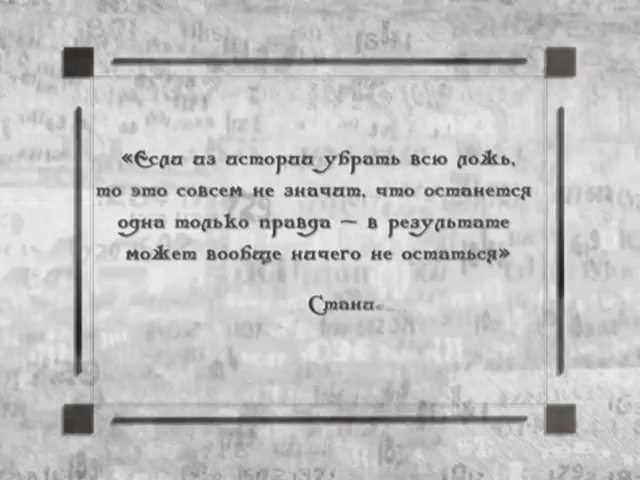 «Если из истории убрать всю ложь,
то это совсем не значит, что останется
одна только правда — в результате
может вообще ничего не остаться»
Стани